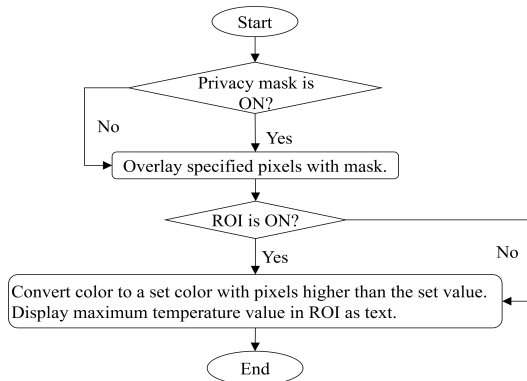 Start
Privacy mask is
ON?
No
Yes
Overlay specified pixels with mask.
ROI is ON?
Yes
No
Convert color to a set color with pixels higher than the set value.
Display maximum temperature value in ROI as text.
End